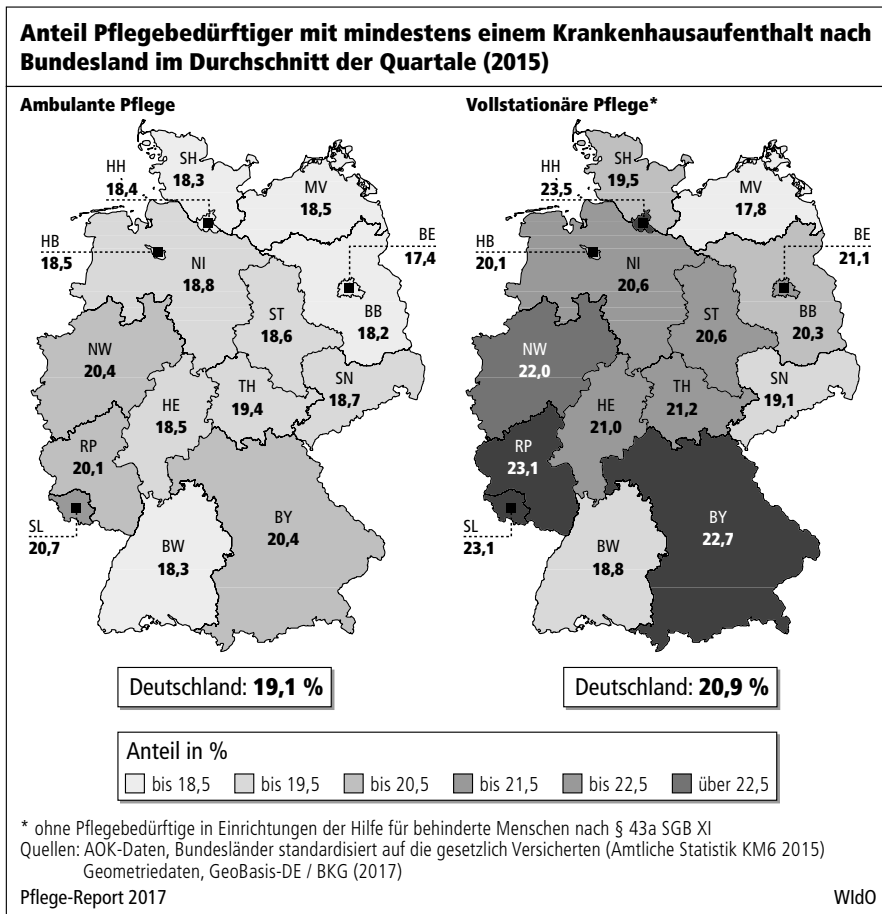 Anteil Pflegebedürftiger mit mindestens einem Krankenhausaufenthalt nach
Bundesland im Durchschnitt der Quartale (2015)
Ambulante Pflege
SH
18,3
HH
18,4
MV
18,5
HB
18,5
NI
18,8
BE
17,4
BB
18,2
ST
18,6
NW
20,4
SN
18,7
TH
19,4
HE
18,5
RP
20,1
SL
20,7
BY
20,4
BW
18,3
Deutschland: 19,1 %
Vollstationäre Pflege*
SH
19,5
HH
23,5
MV
17,8
HB
20,1
NI
20,6
BE
21,1
BB
20,3
ST
20,6
NW
22,0
SN
19,1
TH
21,2
HE
21,0
RP
23,1
SL
23,1
BY
22,7
BW
18,8
Deutschland: 20,9 %
Anteil in %
bis 18,5 bis 19,5 bis 20,5 bis 21,5 bis 22,5 über 22,5
* ohne Pflegebedürftige in Einrichtungen der Hilfe für behinderte Menschen nach § 43a SGB XI
Quellen: AOK-Daten, Bundesländer standardisiert auf die gesetzlich Versicherten (Amtliche Statistik KM6 2015)
Geometriedaten, GeoBasis-DE / BKG (2017)
Pflege-Report 2017 WIdO